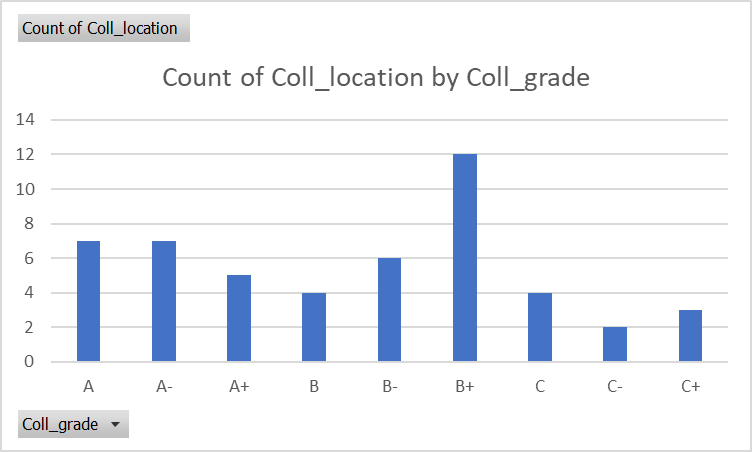 Count of Coll_location
Count of Coll_location by Coll_grade
14
12
10
8
6
4
2
0
A A- A+ B B- B+ C C- C+
Coll_grade